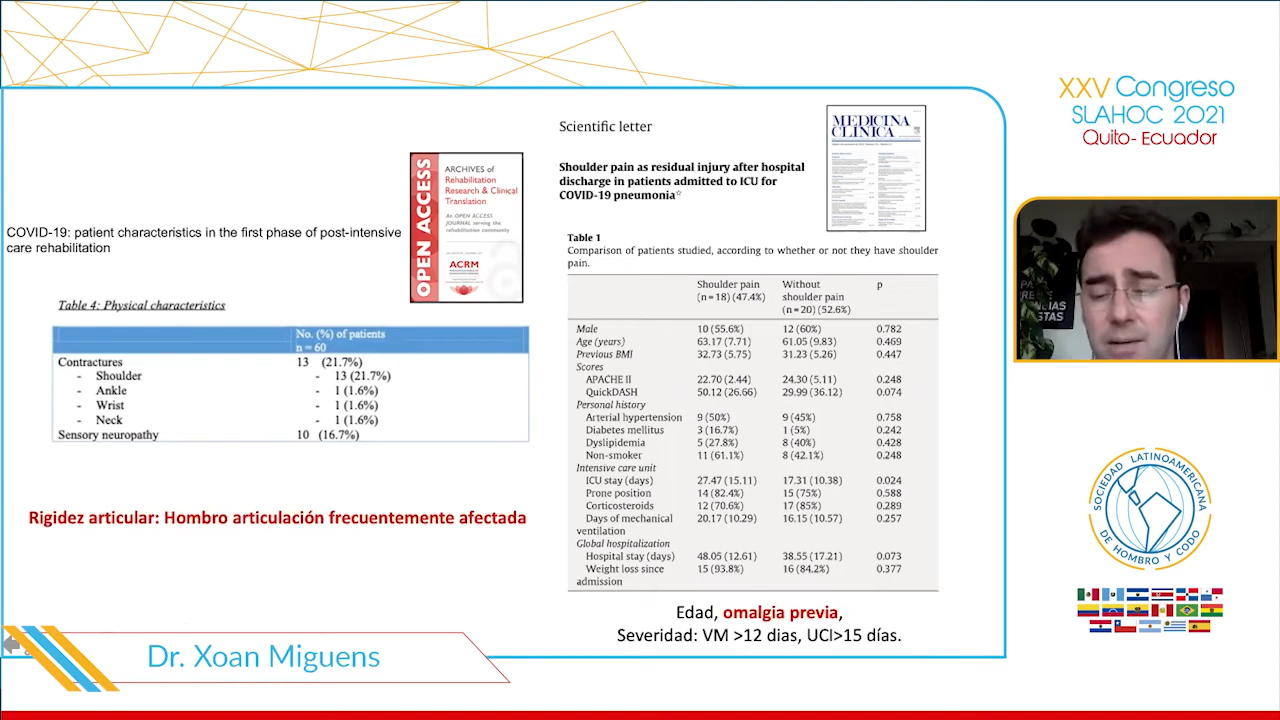 XXV Congreso
SLAHOC 2021
Quito- Ecuador
COVID-19: patient characteristics in the first phase of post-intensive
care rehabilitation
OPEN ACCESS
ARCHIVES of
Rehabilitation
Research & Clinical
Translation
An OPEN ACCESS
JOURNAL serving the
rehabilitation community
ACRM
Table 4: Physical characteristics
No. (%) of patients
n = 60
Contractures 13 (21.7%)
- Shoulder - 13 (21.7%)
- Ankle - 1 (1.6%)
- Wrist - 1 (1.6%)
- Neck - 1 (1.6%)
Sensory neuropathy 10 (16.7%)
Rigidez articular: Hombro articulación frecuentemente afectada
Scientific letter
Shoulder pain as residual injury after hospital
discharge in patients admitted to ICU for
COVID-19 pneumonia☆
MEDICINA
CLINICA
Table 1
Comparison of patients studied, according to whether or not they have shoulder
pain.
Shoulder pain Without p
(n = 18) (47.4%) shoulder pain
(n = 20) (52.6%)
Male 10 (55.6%) 12 (60%) 0.782
Age (years) 63.17 (7.71) 61.05 (9.83) 0.469
Previous BMI 32.73 (5.75) 31.23 (5.26) 0.447
Scores
APACHE II 22.70 (2.44) 24.30 (5.11) 0.248
QuickDASH 50.12 (26.66) 29.99 (36.12) 0.074
Personal history
Arterial hypertension 9 (50%) 9 (45%) 0.758
Diabetes mellitus 3 (16.7%) 1 (5%) 0.242
Dyslipidemia 5 (27.8%) 8 (40%) 0.428
Non-smoker 11 (61.1%) 8 (42.1%) 0.248
Intensive care unit
ICU stay (days) 27.47 (15.11) 17.31 (10.38) 0.024
Prone position 14 (82.4%) 15 (75%) 0.588
Corticosteroids 12 (70.6%) 17 (85%) 0.289
Days of mechanical 20.17 (10.29) 16.15 (10.57) 0.257
ventilation
Global hospitalization
Hospital stay (days) 48.05 (12.61) 38.55 (17.21) 0.073
Weight loss since 15 (93.8%) 16 (84.2%) 0.377
admission
Edad, omalgia previa,
Severidad: VM >12 dias, UCI>15 días.
Dr. Xoan Miguens
SOCIEDAD LATINOAMERICANA
DE HOMBRO Y CODO